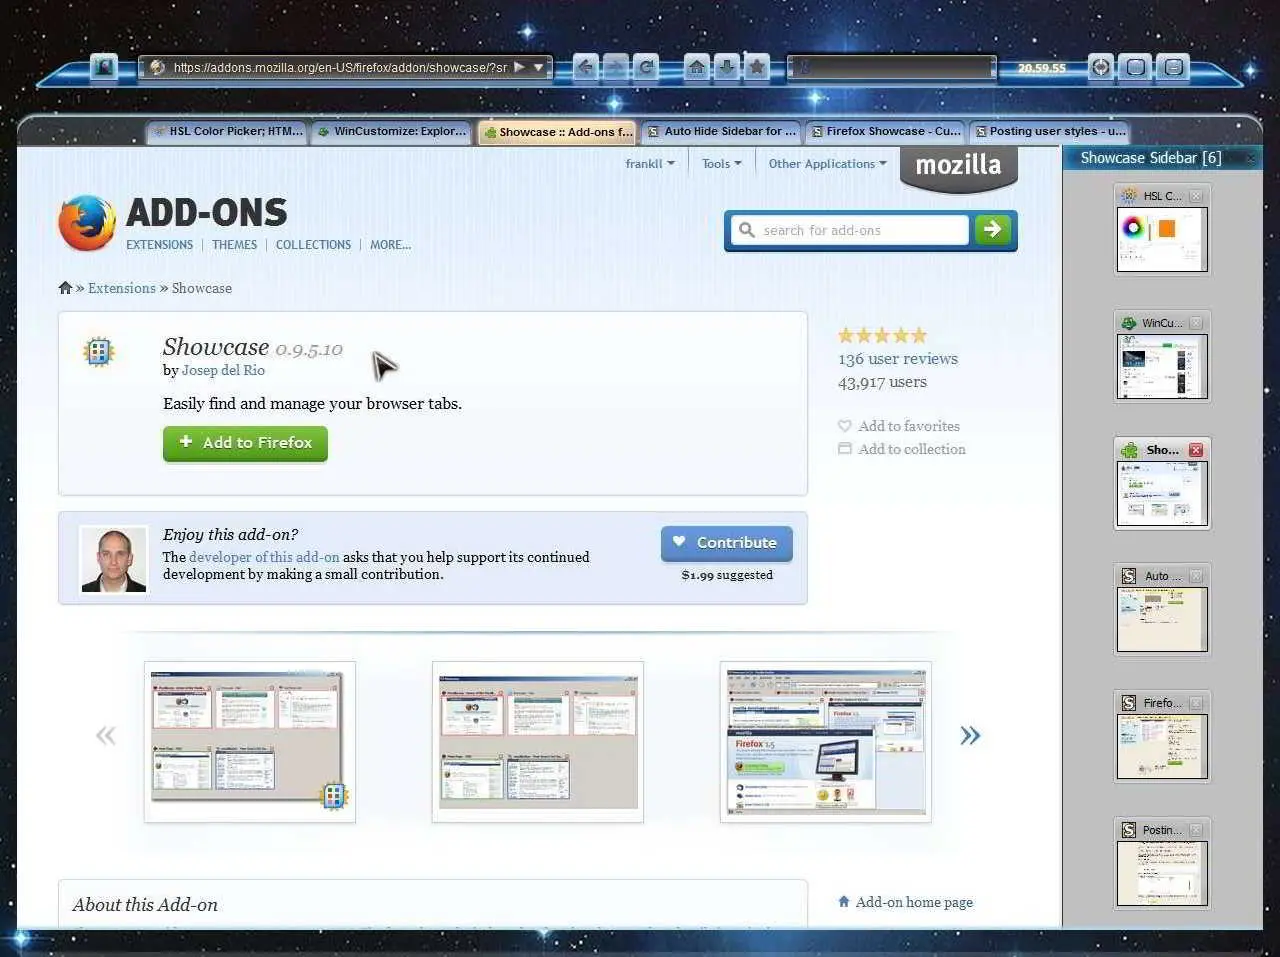 https://addons.mozilla.org/en-US/firefox/addon/showcase/?sr
20.59.55
HSL Color Picker; HTM...
WinCustomize: Explor...
Showcase :: Add-ons f...
Auto Hide Sidebar for ...
Firefox Showcase - Cu...
Posting user styles - u...
frankll
Tools
Other Applications
mozilla
Showcase Sidebar [6]
ADD-ONS
EXTENSIONS | THEMES | COLLECTIONS | MORE...
search for add-ons
» Extensions » Showcase
Showcase 0.9.5.10
by Josep del Rio
Easily find and manage your browser tabs.
+ Add to Firefox
136 user reviews
43,917 users
Add to favorites
Add to collection
Enjoy this add-on?
The developer of this add-on asks that you help support its continued
development by making a small contribution.
Contribute
$1.99 suggested
«
»
Firefox 1.5
About this Add-on
Add-on home page
HSL C...
WinCu...
Sho...
Auto ...
Firefo...
Postin...